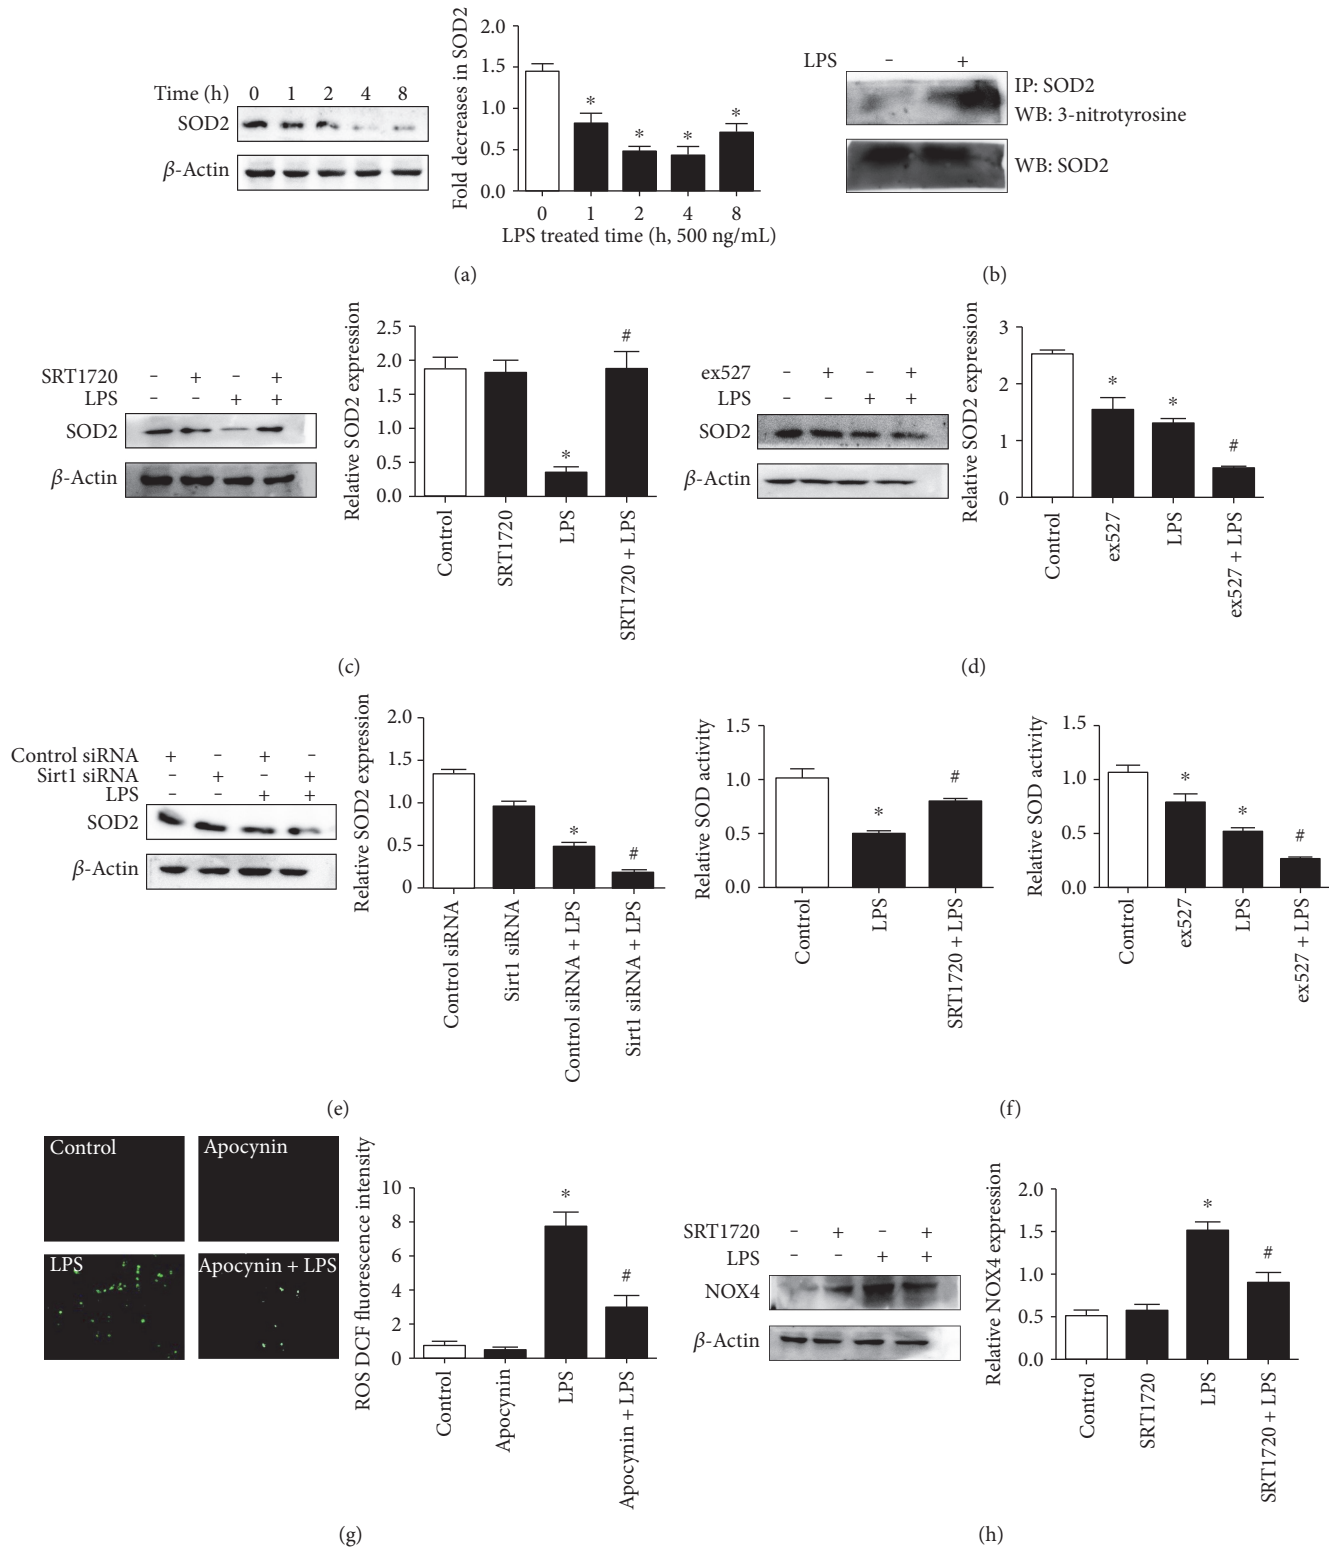 Time (h) 0 1 2 4 8
SOD2
β-Actin
Fold decreases in SOD2
2.0
1.5
1.0
0.5
0.0
0 1 2 4 8
* * * *
LPS treated time (h, 500 ng/mL)
(a)
LPS – +
IP: SOD2
WB: 3-nitrotyrosine
WB: SOD2
(b)
SRT1720 – + – +
LPS – – + +
SOD2
β-Actin
Relative SOD2 expression
2.5
2.0
1.5
1.0
0.5
0.0
* #
Control
SRT1720
LPS
SRT1720 + LPS
(c)
ex527 – + – +
LPS – – + +
SOD2
β-Actin
Relative SOD2 expression
3
2
1
0
* * #
Control
ex527
LPS
ex527 + LPS
(d)
Control siRNA + – + –
Sirt1 siRNA – + – +
LPS – – + +
SOD2
β-Actin
Relative SOD2 expression
2.0
1.5
1.0
0.5
0
* #
Control siRNA
Sirt1 siRNA
Control siRNA + LPS
Sirt1 siRNA + LPS
(e)
Relative SOD activity
1.5
1.0
0.5
0.0
* #
Control
LPS
SRT1720 + LPS
Relative SOD activity
1.5
1.0
0.5
0.0
* * #
Control
ex527
LPS
ex527 + LPS
(f)
Control
Apocynin
LPS
Apocynin + LPS
ROS DCF fluorescence intensity
10
8
6
4
2
0
* #
Control
Apocynin
LPS
Apocynin + LPS
(g)
SRT1720 – + – +
LPS – – + +
NOX4
β-Actin
Relative NOX4 expression
2.0
1.5
1.0
0.5
0.0
* #
Control
SRT1720
LPS
SRT1720 + LPS
(h)